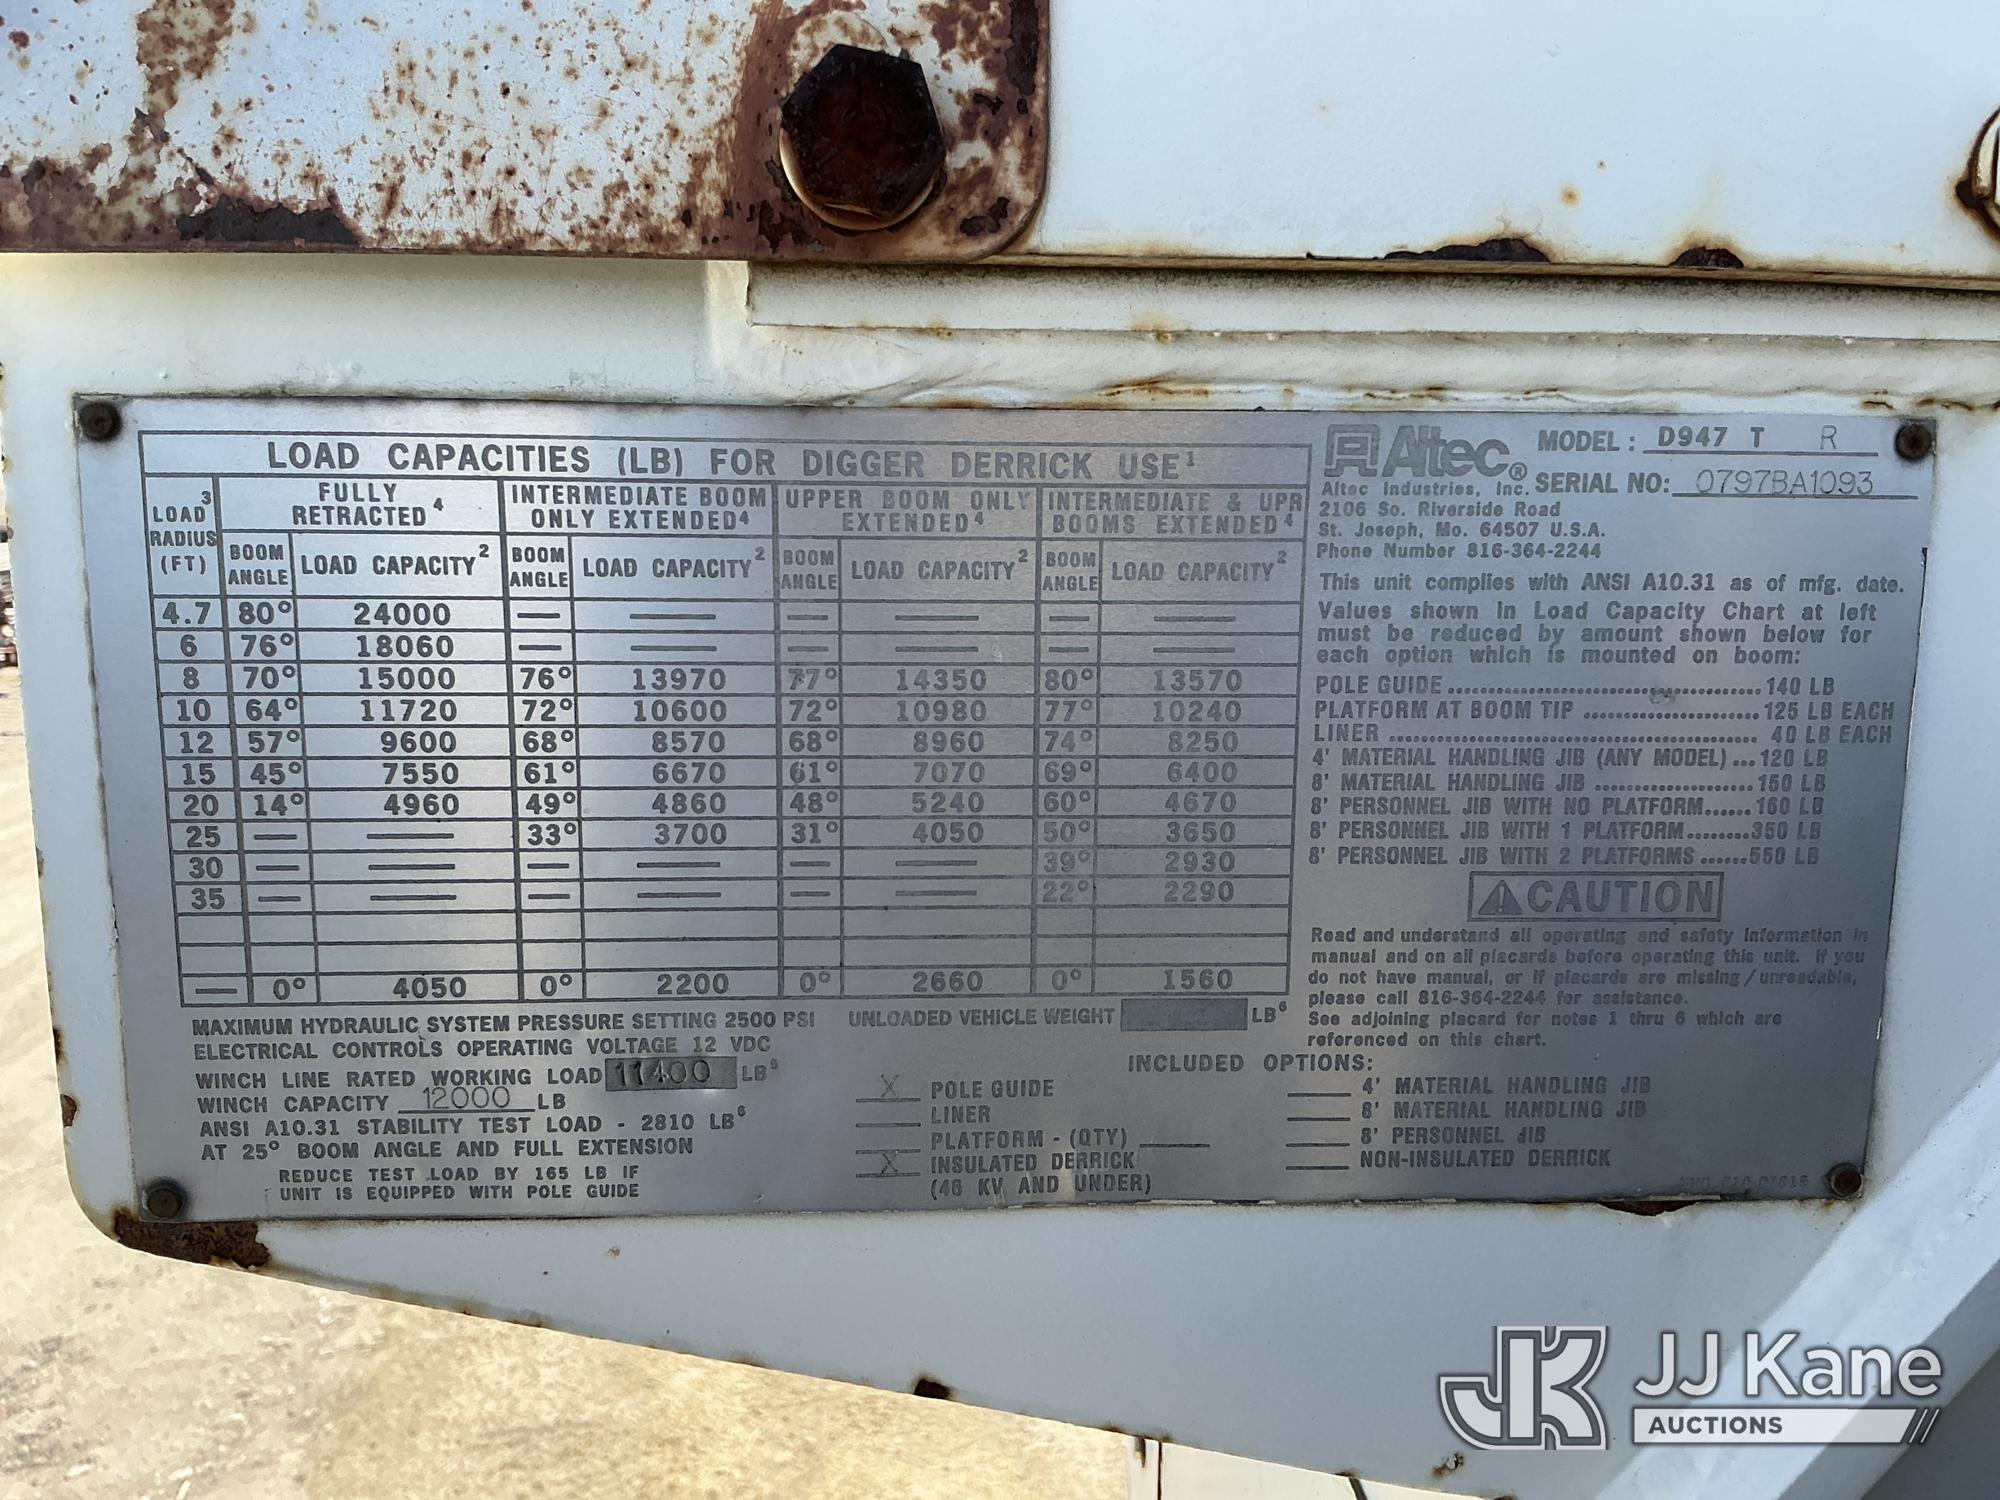 LOAD CAPACITIES (LB) FOR DIGGER DERRICK USE¹
LOAD³ RADIUS (FT) | FULLY RETRACTED⁴ | INTERMEDIATE BOOM ONLY EXTENDED⁴ | UPPER BOOM ONLY EXTENDED⁴ | INTERMEDIATE & UPR BOOMS EXTENDED⁴
BOOM ANGLE | LOAD CAPACITY² | BOOM ANGLE | LOAD CAPACITY² | BOOM ANGLE | LOAD CAPACITY² | BOOM ANGLE | LOAD CAPACITY²
4.7 | 80° | 24000 | — | — | — | — | — | —
6 | 76° | 18060 | — | — | — | — | — | —
8 | 70° | 15000 | 76° | 13970 | 77° | 14350 | 80° | 13570
10 | 64° | 11720 | 72° | 10600 | 72° | 10980 | 77° | 10240
12 | 57° | 9600 | 68° | 8570 | 68° | 8960 | 74° | 8250
15 | 45° | 7550 | 61° | 6670 | 61° | 7070 | 69° | 6400
20 | 14° | 4960 | 49° | 4860 | 48° | 5240 | 60° | 4670
25 | — | — | 33° | 3700 | 31° | 4050 | 50° | 3650
30 | — | — | — | — | — | — | 39° | 2930
35 | — | — | — | — | — | — | 22° | 2290
— | 0° | 4050 | 0° | 2200 | 0° | 2660 | 0° | 1560
MAXIMUM HYDRAULIC SYSTEM PRESSURE SETTING 2500 PSI
UNLOADED VEHICLE WEIGHT LB⁶
ELECTRICAL CONTROLS OPERATING VOLTAGE 12 VDC
WINCH LINE RATED WORKING LOAD 11400 LB⁵
WINCH CAPACITY 12000 LB
ANSI A10.31 STABILITY TEST LOAD - 2810 LB⁶
AT 25° BOOM ANGLE AND FULL EXTENSION
REDUCE TEST LOAD BY 165 LB IF
UNIT IS EQUIPPED WITH POLE GUIDE
INCLUDED OPTIONS:
X POLE GUIDE
LINER
PLATFORM - (QTY)
X INSULATED DERRICK
(46 KV AND UNDER)
4' MATERIAL HANDLING JIB
8' MATERIAL HANDLING JIB
8' PERSONNEL JIB
NON-INSULATED DERRICK
Altec®
MODEL: D947 T R
Altec Industries, Inc. SERIAL NO: 0797BA1093
2106 So. Riverside Road
St. Joseph, Mo. 64507 U.S.A.
Phone Number 816-364-2244
This unit complies with ANSI A10.31 as of mfg. date.
Values shown in Load Capacity Chart at left
must be reduced by amount shown below for
each option which is mounted on boom:
POLE GUIDE...140 LB
PLATFORM AT BOOM TIP...125 LB EACH
LINER...40 LB EACH
4' MATERIAL HANDLING JIB (ANY MODEL)...120 LB
8' MATERIAL HANDLING JIB...150 LB
8' PERSONNEL JIB WITH NO PLATFORM......160 LB
8' PERSONNEL JIB WITH 1 PLATFORM........350 LB
8' PERSONNEL JIB WITH 2 PLATFORMS......550 LB
CAUTION
Read and understand all operating and safety information in
manual and on all placards before operating this unit. If you
do not have manual, or if placards are missing/unreadable,
please call 816-364-2244 for assistance.
See adjoining placard for notes 1 thru 6 which are
referenced on this chart.
JK JJ Kane
AUCTIONS